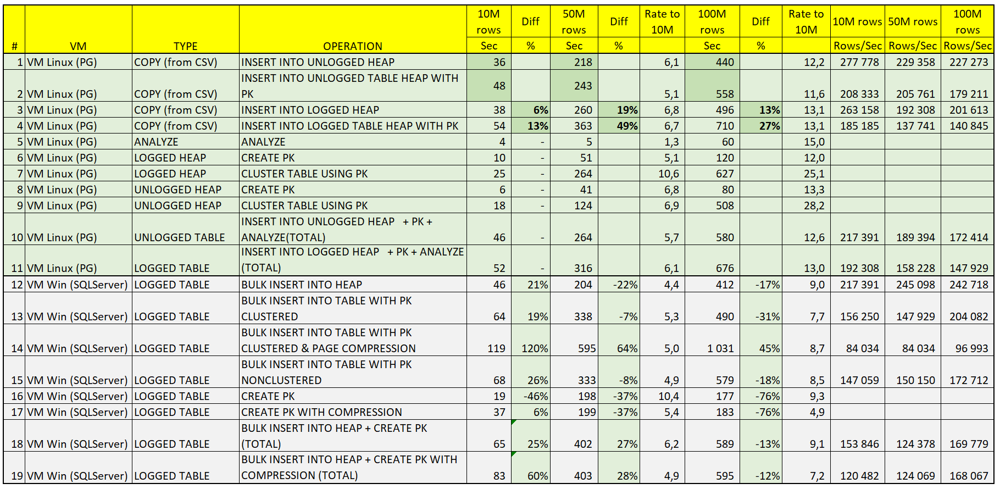 # VM TYPE OPERATION 10M rows Diff 50M rows Diff Rate to 10M 100M rows Diff Rate to 10M 10M rows 50M rows 100M rows
Sec % Sec % Sec % Rows/Sec Rows/Sec Rows/Sec
1 VM Linux (PG) COPY (from CSV) INSERT INTO UNLOGGED HEAP 36 218 6,1 440 12,2 277 778 229 358 227 273
2 VM Linux (PG) COPY (from CSV) INSERT INTO UNLOGGED TABLE HEAP WITH PK 48 243 5,1 558 11,6 208 333 205 761 179 211
3 VM Linux (PG) COPY (from CSV) INSERT INTO LOGGED HEAP 38 6% 260 19% 6,8 496 13% 13,1 263 158 192 308 201 613
4 VM Linux (PG) COPY (from CSV) INSERT INTO LOGGED TABLE HEAP WITH PK 54 13% 363 49% 6,7 710 27% 13,1 185 185 137 741 140 845
5 VM Linux (PG) ANALYZE ANALYZE 4 - 5 1,3 60 15,0
6 VM Linux (PG) LOGGED HEAP CREATE PK 10 - 51 5,1 120 12,0
7 VM Linux (PG) LOGGED HEAP CLUSTER TABLE USING PK 25 - 264 10,6 627 25,1
8 VM Linux (PG) UNLOGGED HEAP CREATE PK 6 - 41 6,8 80 13,3
9 VM Linux (PG) UNLOGGED HEAP CLUSTER TABLE USING PK 18 - 124 6,9 508 28,2
10 VM Linux (PG) UNLOGGED TABLE INSERT INTO UNLOGGED HEAP + PK + ANALYZE(TOTAL) 46 - 264 5,7 580 12,6 217 391 189 394 172 414
11 VM Linux (PG) LOGGED TABLE INSERT INTO LOGGED HEAP + PK + ANALYZE (TOTAL) 52 - 316 6,1 676 13,0 192 308 158 228 147 929
12 VM Win (SQLServer) LOGGED TABLE BULK INSERT INTO HEAP 46 21% 204 -22% 4,4 412 -17% 9,0 217 391 245 098 242 718
13 VM Win (SQLServer) LOGGED TABLE BULK INSERT INTO TABLE WITH PK CLUSTERED 64 19% 338 -7% 5,3 490 -31% 7,7 156 250 147 929 204 082
14 VM Win (SQLServer) LOGGED TABLE BULK INSERT INTO TABLE WITH PK CLUSTERED & PAGE COMPRESSION 119 120% 595 64% 5,0 1 031 45% 8,7 84 034 84 034 96 993
15 VM Win (SQLServer) LOGGED TABLE BULK INSERT INTO TABLE WITH PK NONCLUSTERED 68 26% 333 -8% 4,9 579 -18% 8,5 147 059 150 150 172 712
16 VM Win (SQLServer) LOGGED TABLE CREATE PK 19 -46% 198 -37% 10,4 177 -76% 9,3
17 VM Win (SQLServer) LOGGED TABLE CREATE PK WITH COMPRESSION 37 6% 199 -37% 5,4 183 -76% 4,9
18 VM Win (SQLServer) LOGGED TABLE BULK INSERT INTO HEAP + CREATE PK (TOTAL) 65 25% 402 27% 6,2 589 -13% 9,1 153 846 124 378 169 779
19 VM Win (SQLServer) LOGGED TABLE BULK INSERT INTO HEAP + CREATE PK WITH COMPRESSION (TOTAL) 83 60% 403 28% 4,9 595 -12% 7,2 120 482 124 069 168 067